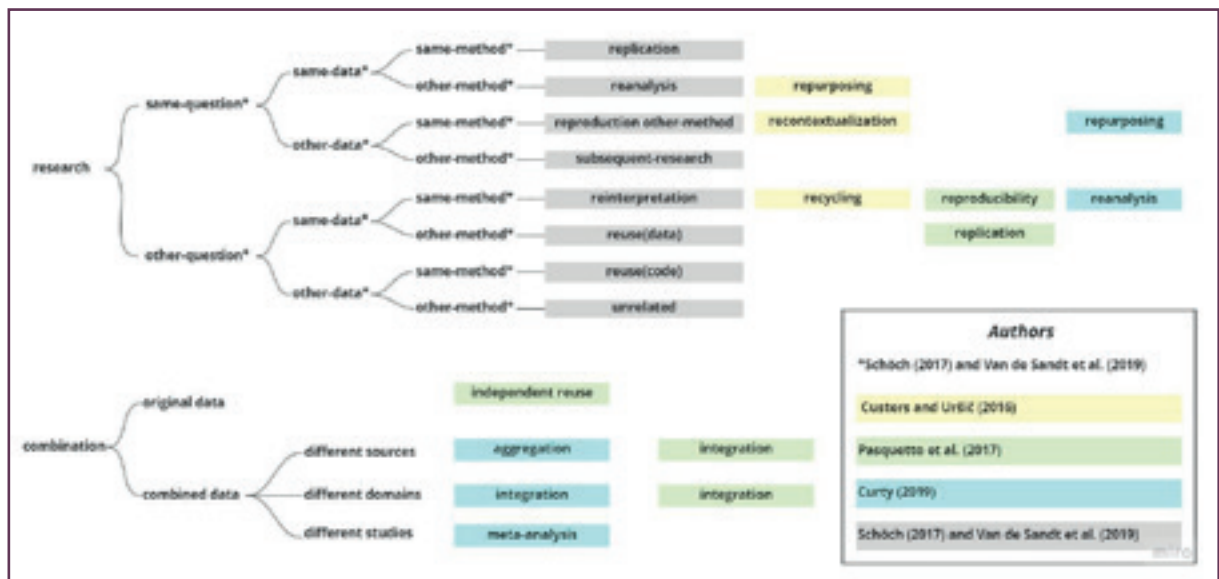 same-method* replication
same-data*
other-method* reanalysis repurposing
same-question*
same-method* reproduction other-method recontextualization repurposing
other-data*
other-method* subsequent-research
research
same-method* reinterpretation recycling reproducibility reanalysis
same-data*
other-method* reuse(data) replication
other-question*
same-method* reuse(code)
other-data*
other-method* unrelated
Authors
*Schöch (2017) and Van de Sandt et al. (2019)
Custers and Uršič (2016)
Pasquetto et al. (2017)
Curty (2019)
Schöch (2017) and Van de Sandt et al. (2019)
miro
original data independent reuse
combination
different sources aggregation integration
combined data different domains integration integration
different studios meta-analysis